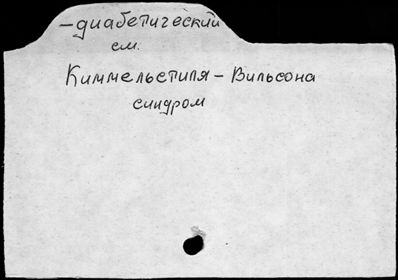 -диабетический
см.
Киммельстиля - Вильсона
синдром